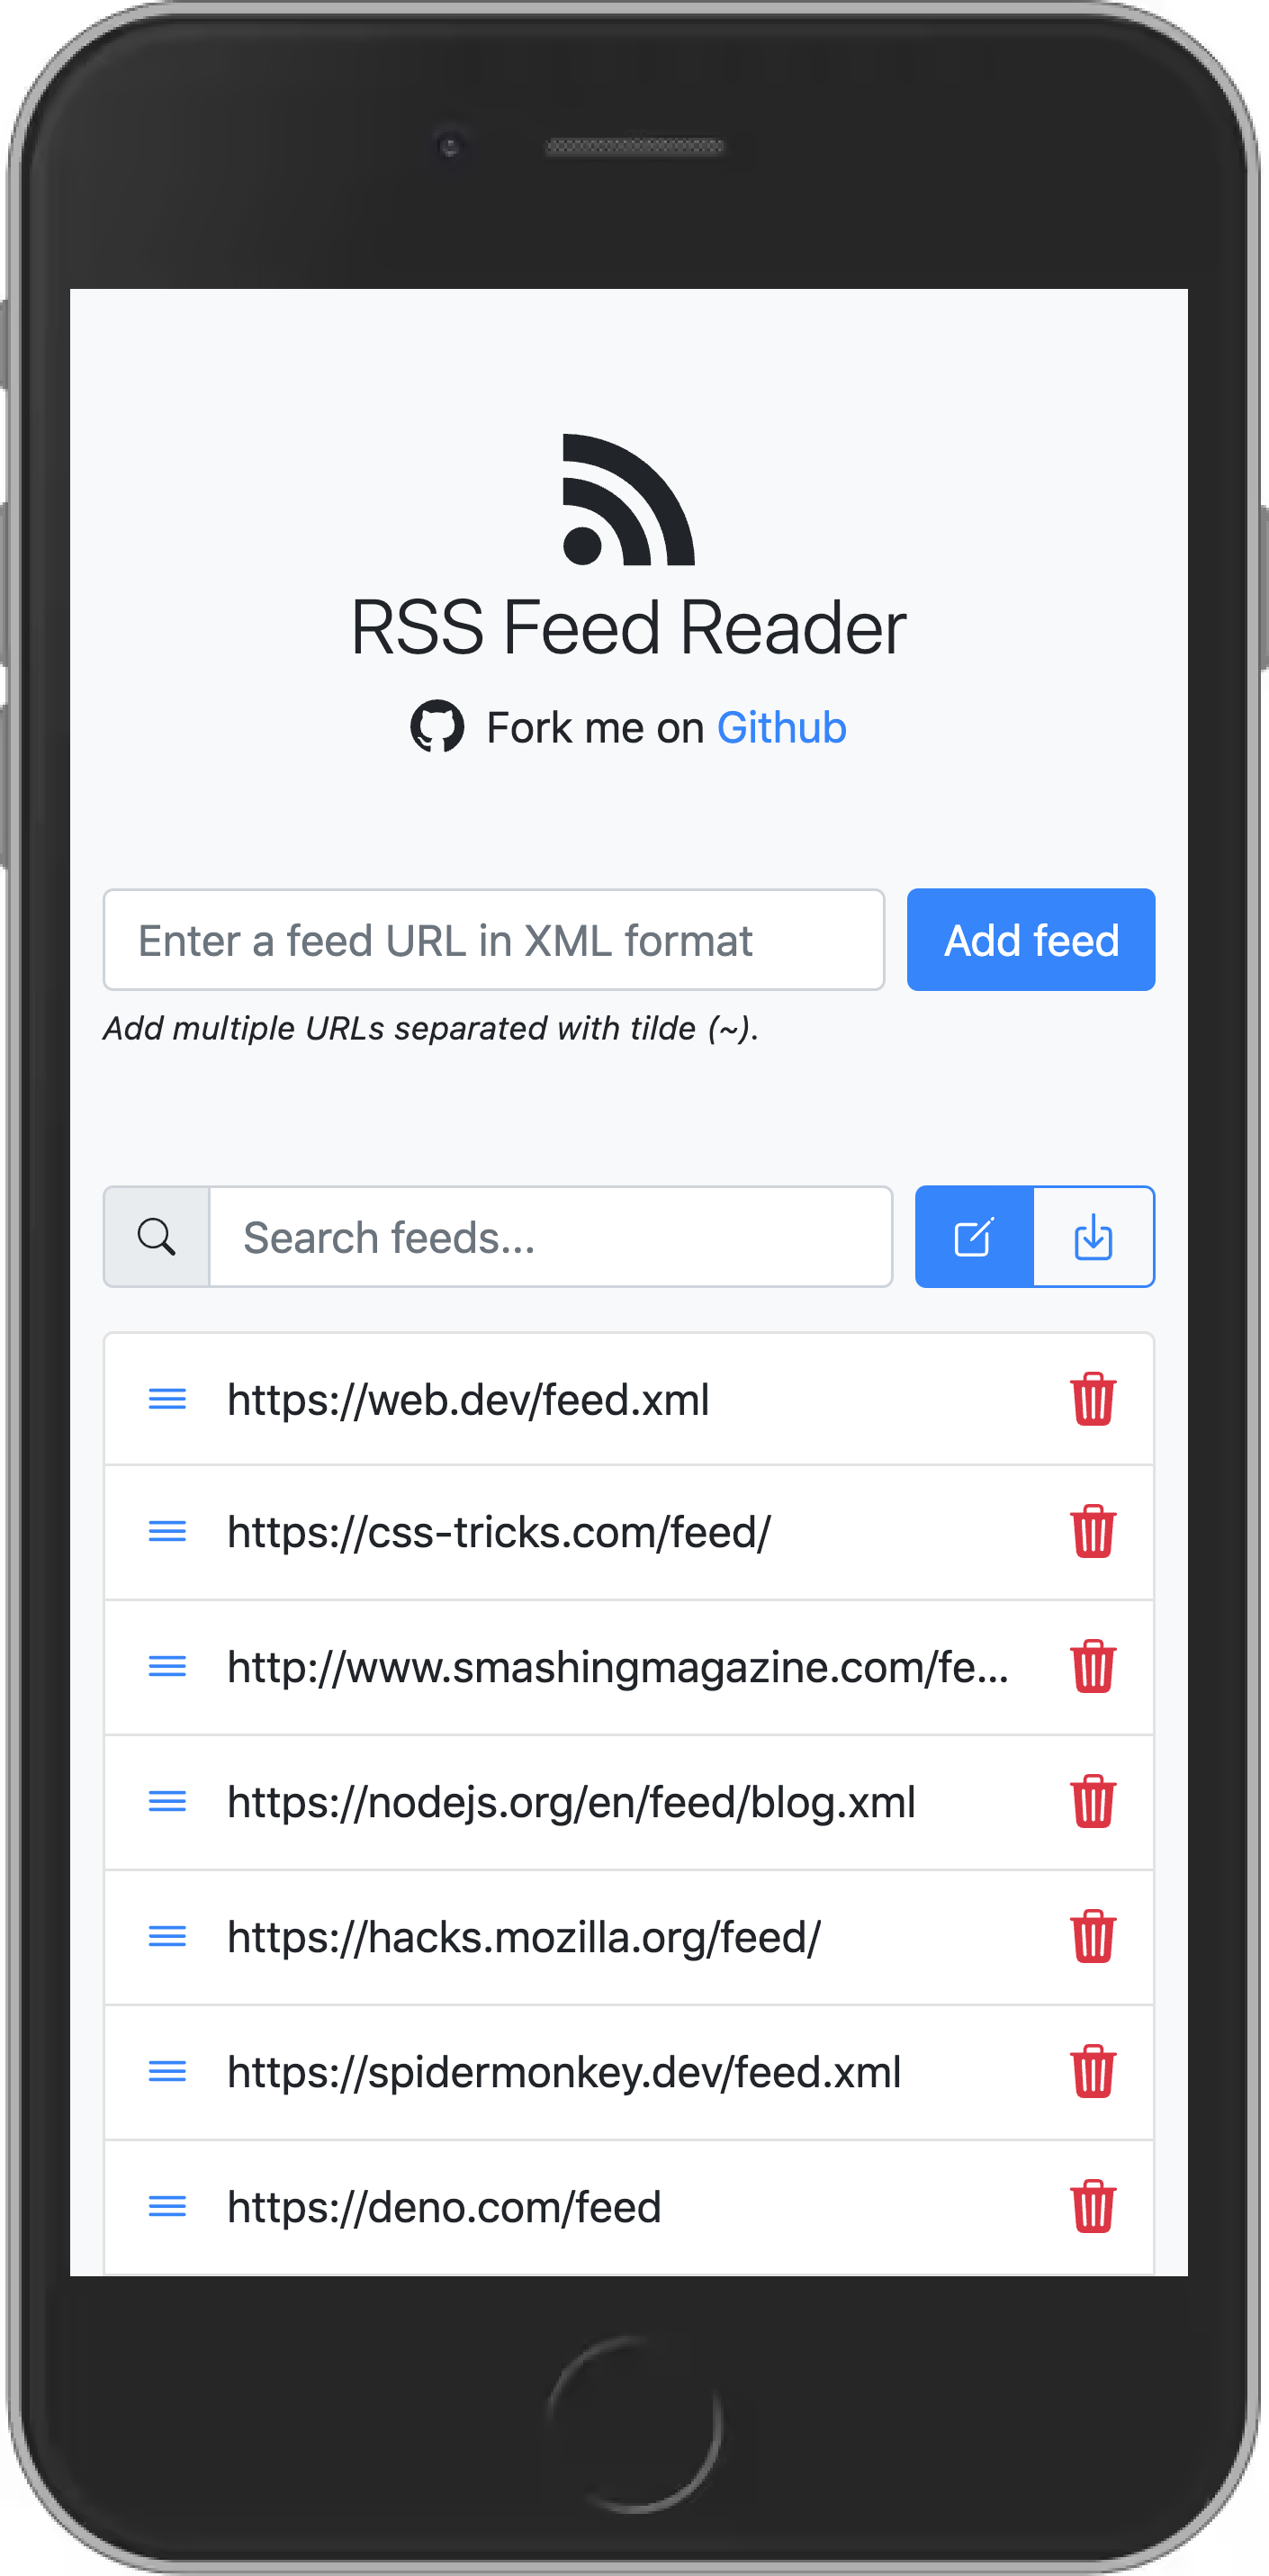 RSS Feed Reader
Fork me on Github
Enter a feed URL in XML format
Add feed
Add multiple URLs separated with tilde (~).
Search feeds...
https://web.dev/feed.xml
https://css-tricks.com/feed/
http://www.smashingmagazine.com/fe...
https://nodejs.org/en/feed/blog.xml
https://hacks.mozilla.org/feed/
https://spidermonkey.dev/feed.xml
https://deno.com/feed